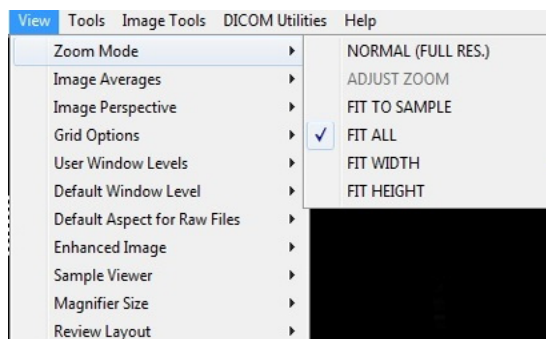 View Tools Image Tools DICOM Utilities Help
Zoom Mode
Image Averages
Image Perspective
Grid Options
User Window Levels
Default Window Level
Default Aspect for Raw Files
Enhanced Image
Sample Viewer
Magnifier Size
Review Layout
NORMAL (FULL RES.)
ADJUST ZOOM
FIT TO SAMPLE
FIT ALL
FIT WIDTH
FIT HEIGHT